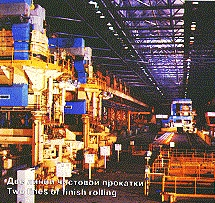 Две линии чистовой прокатки
Two lines of finish rolling